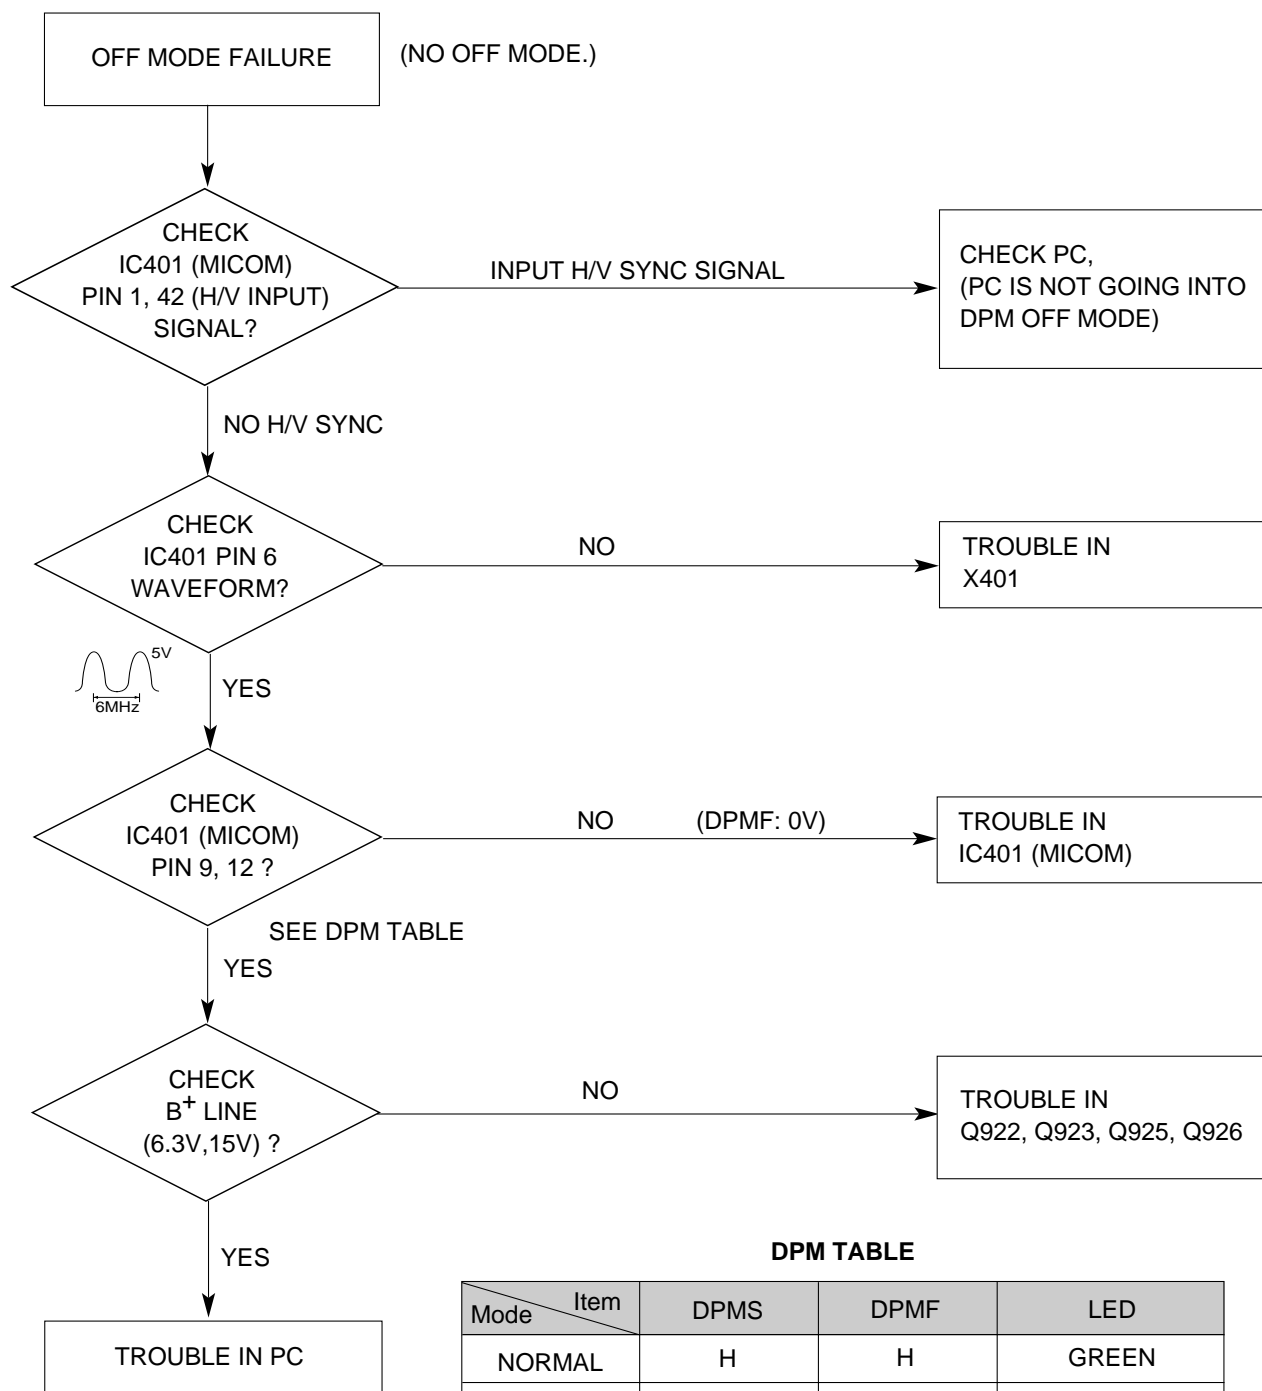 OFF MODE FAILURE
(NO OFF MODE.)
CHECK
IC401 (MICOM)
PIN 1, 42 (H/V INPUT)
SIGNAL?
INPUT H/V SYNC SIGNAL
CHECK PC,
(PC IS NOT GOING INTO
DPM OFF MODE)
NO H/V SYNC
CHECK
IC401 PIN 6
WAVEFORM?
NO
TROUBLE IN
X401
5V
6MHz
YES
CHECK
IC401 (MICOM)
PIN 9, 12 ?
NO (DPMF: 0V)
TROUBLE IN
IC401 (MICOM)
SEE DPM TABLE
YES
CHECK
B+ LINE
(6.3V,15V) ?
NO
TROUBLE IN
Q922, Q923, Q925, Q926
YES
TROUBLE IN PC
DPM TABLE
Mode Item DPMS DPMF LED
NORMAL H H GREEN